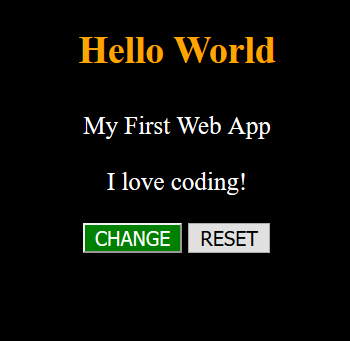 Hello World
My First Web App
I love coding!
CHANGE RESET